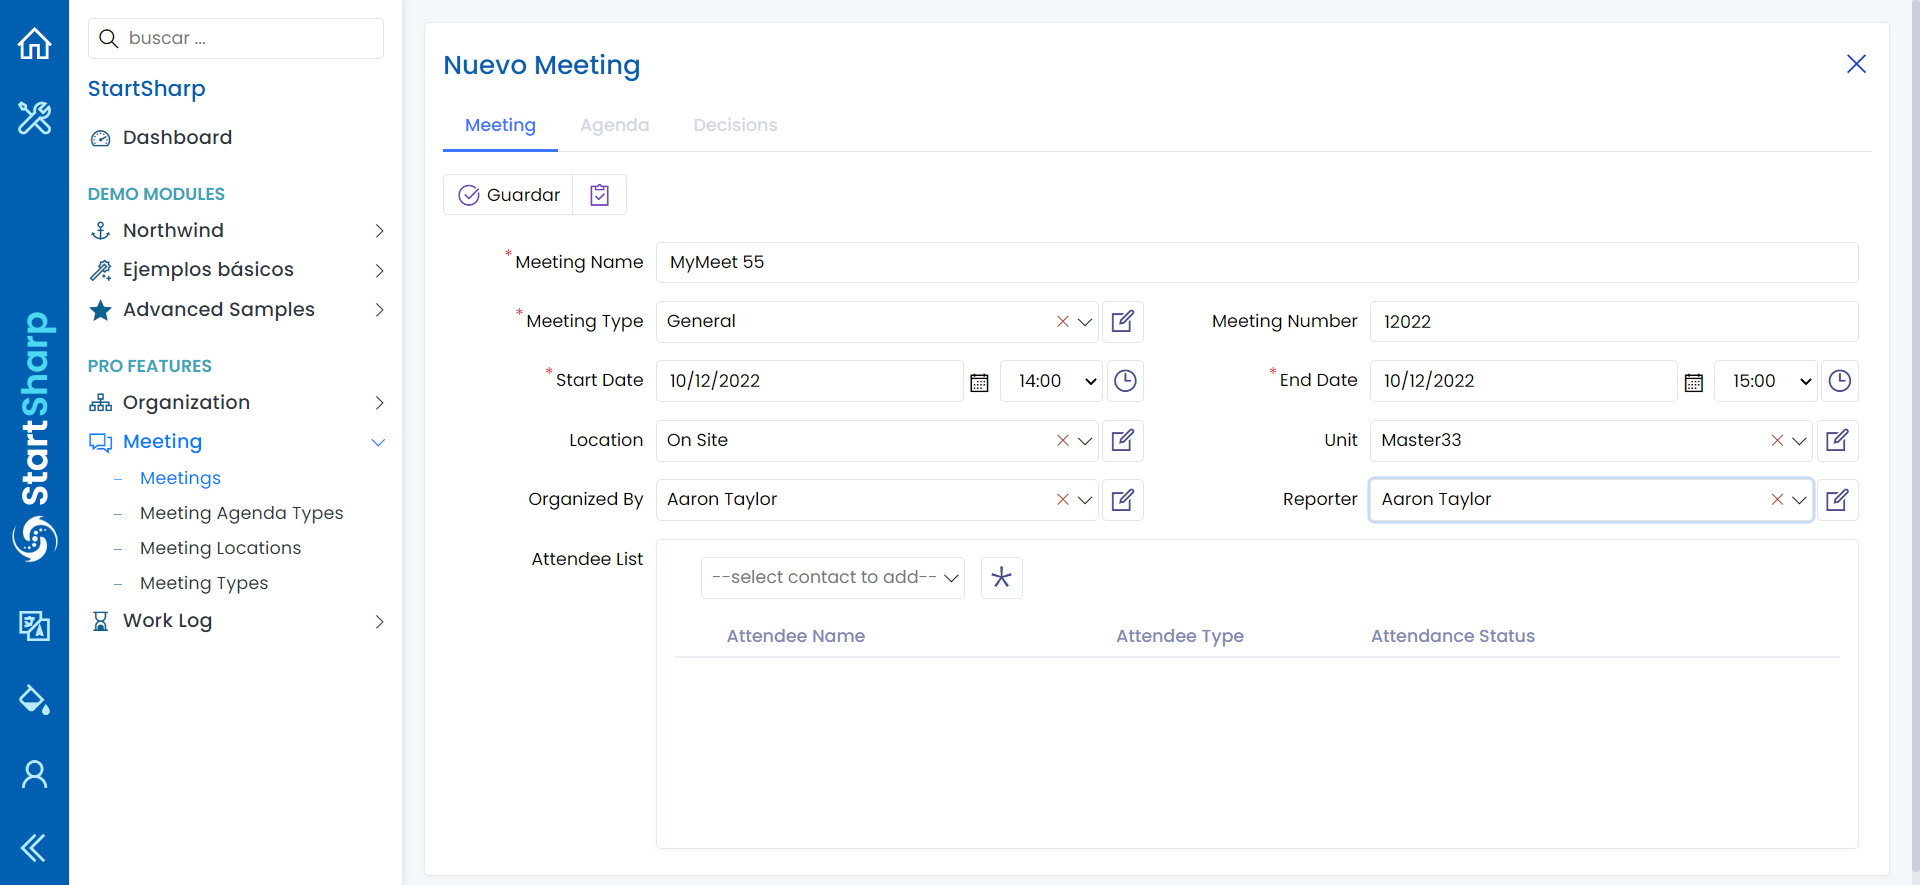 buscar ...
StartSharp
Dashboard
DEMO MODULES
Northwind
Ejemplos básicos
Advanced Samples
PRO FEATURES
Organization
Meeting
– Meetings
– Meeting Agenda Types
– Meeting Locations
– Meeting Types
Work Log
StartSharp
Nuevo Meeting
Meeting Agenda Decisions
Guardar
* Meeting Name MyMeet 55
* Meeting Type General Meeting Number 12022
* Start Date 10/12/2022 14:00 * End Date 10/12/2022 15:00
Location On Site Unit Master33
Organized By Aaron Taylor Reporter Aaron Taylor
Attendee List
--select contact to add--
Attendee Name Attendee Type Attendance Status